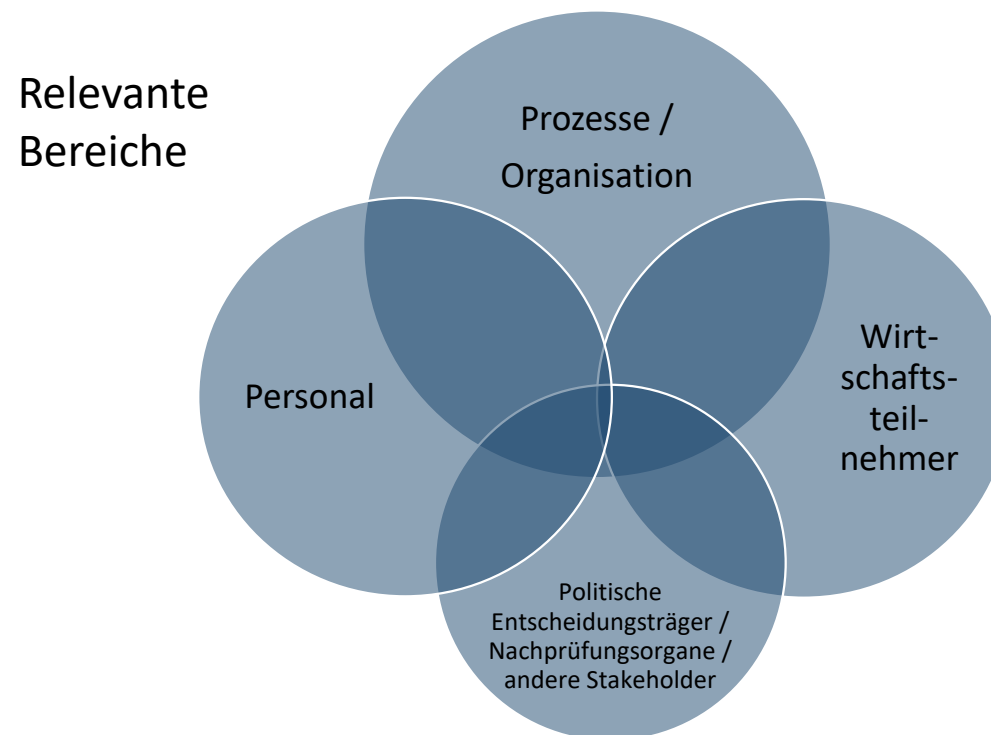 Relevante
Bereiche
Prozesse /
Organisation
Personal
Wirt-
schafts-
teil-
nehmer
Politische
Entscheidungsträger /
Nachprüfungsorgane /
andere Stakeholder